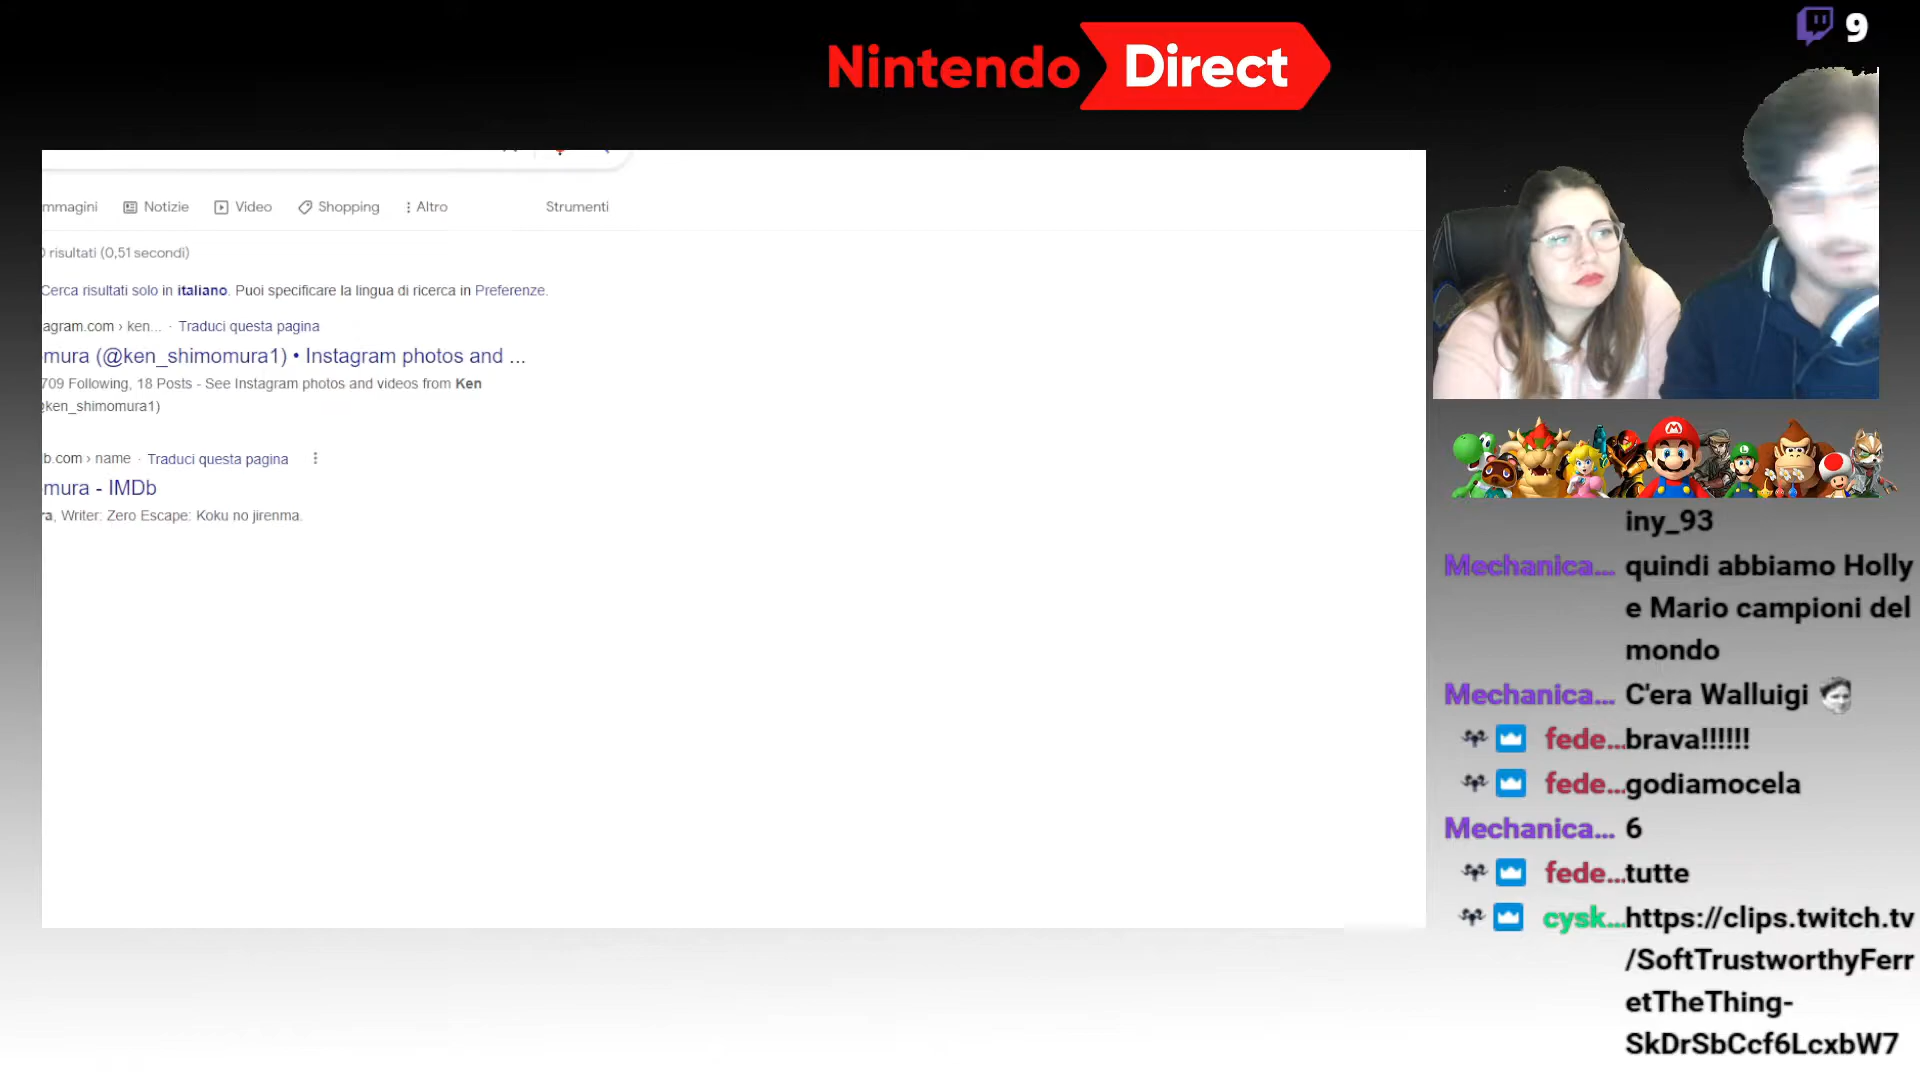 Nintendo Direct
9
mmagini Notizie Video Shopping Altro Strumenti
risultati (0,51 secondi)
Cerca risultati solo in italiano. Puoi specificare la lingua di ricerca in Preferenze.
agram.com › ken... · Traduci questa pagina
mura (@ken_shimomura1) • Instagram photos and ...
709 Following, 18 Posts - See Instagram photos and videos from Ken
ken_shimomura1)
b.com › name · Traduci questa pagina
mura - IMDb
ra, Writer: Zero Escape: Koku no jirenma.
iny_93
Mechanica... quindi abbiamo Holly
e Mario campioni del
mondo
Mechanica... C'era Walluigi
fede...brava!!!!!!
fede...godiamocela
Mechanica... 6
fede...tutte
cysk...https://clips.twitch.tv
/SoftTrustworthyFerr
etTheThing-
SkDrSbCcf6LcxbW7